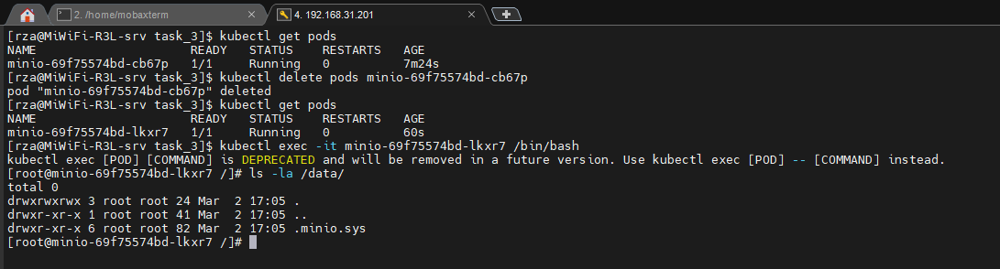 2. /home/mobaxterm
4. 192.168.31.201
[rza@MiWiFi-R3L-srv task_3]$ kubectl get pods
NAME                     READY   STATUS    RESTARTS   AGE
minio-69f75574bd-cb67p   1/1     Running   0          7m24s
[rza@MiWiFi-R3L-srv task_3]$ kubectl delete pods minio-69f75574bd-cb67p
pod "minio-69f75574bd-cb67p" deleted
[rza@MiWiFi-R3L-srv task_3]$ kubectl get pods
NAME                     READY   STATUS    RESTARTS   AGE
minio-69f75574bd-lkxr7   1/1     Running   0          60s
[rza@MiWiFi-R3L-srv task_3]$ kubectl exec -it minio-69f75574bd-lkxr7 /bin/bash
kubectl exec [POD] [COMMAND] is DEPRECATED and will be removed in a future version. Use kubectl exec [POD] -- [COMMAND] instead.
[root@minio-69f75574bd-lkxr7 /]# ls -la /data/
total 0
drwxrwxrwx 3 root root 24 Mar  2 17:05 .
drwxr-xr-x 1 root root 41 Mar  2 17:05 ..
drwxr-xr-x 6 root root 82 Mar  2 17:05 .minio.sys
[root@minio-69f75574bd-lkxr7 /]#